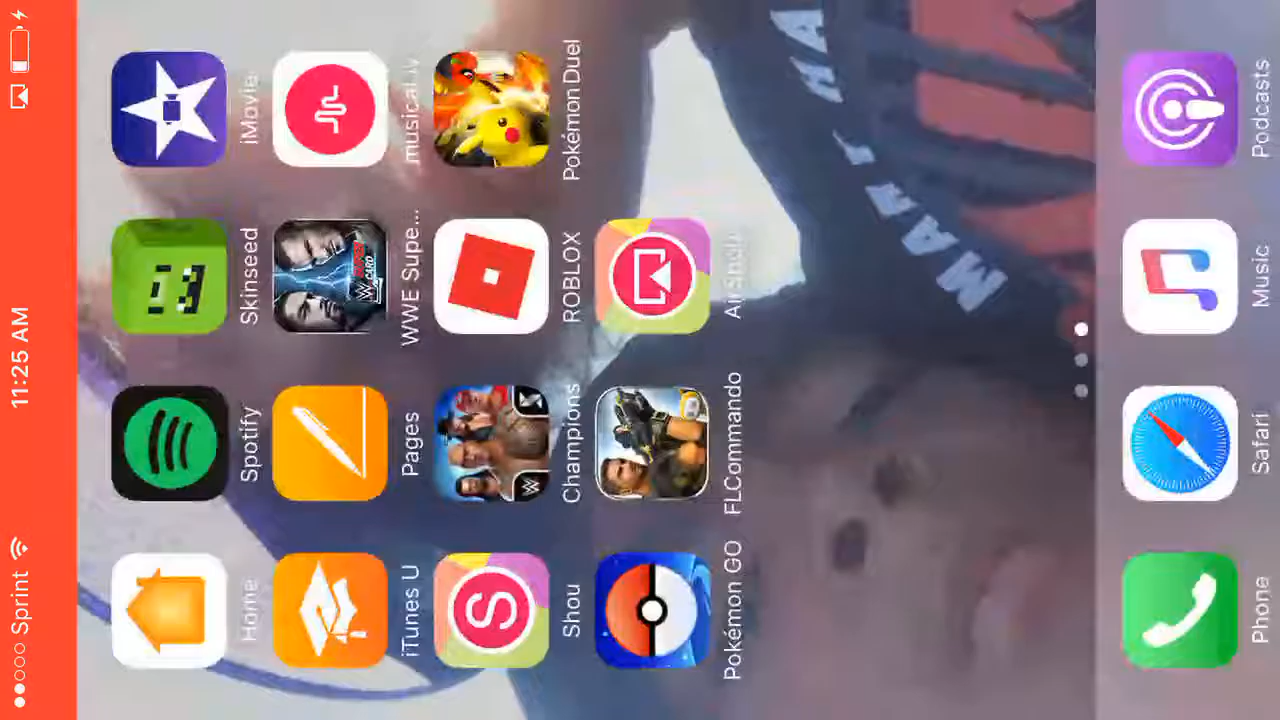 ●●○○○ Sprint 11:25 AM
Home Spotify Skinseed iMovie
iTunes U Pages WWE Supe... musical.ly
Shou Champions ROBLOX Pokémon Duel
Pokémon GO FLCommando AirShou
Phone Safari Music Podcasts